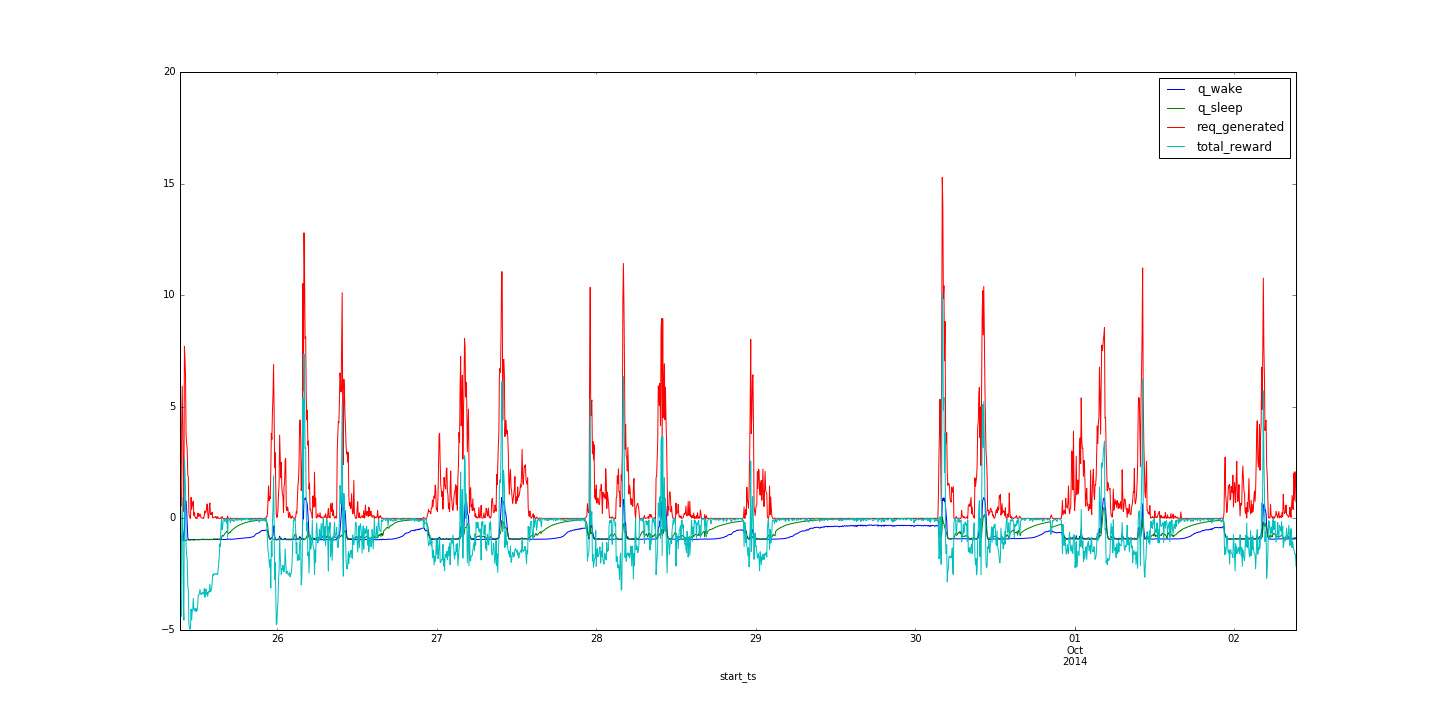 20
15
10
5
0
−5
q_wake
q_sleep
req_generated
total_reward
26
27
28
29
30
01
02
Oct
2014
start_ts